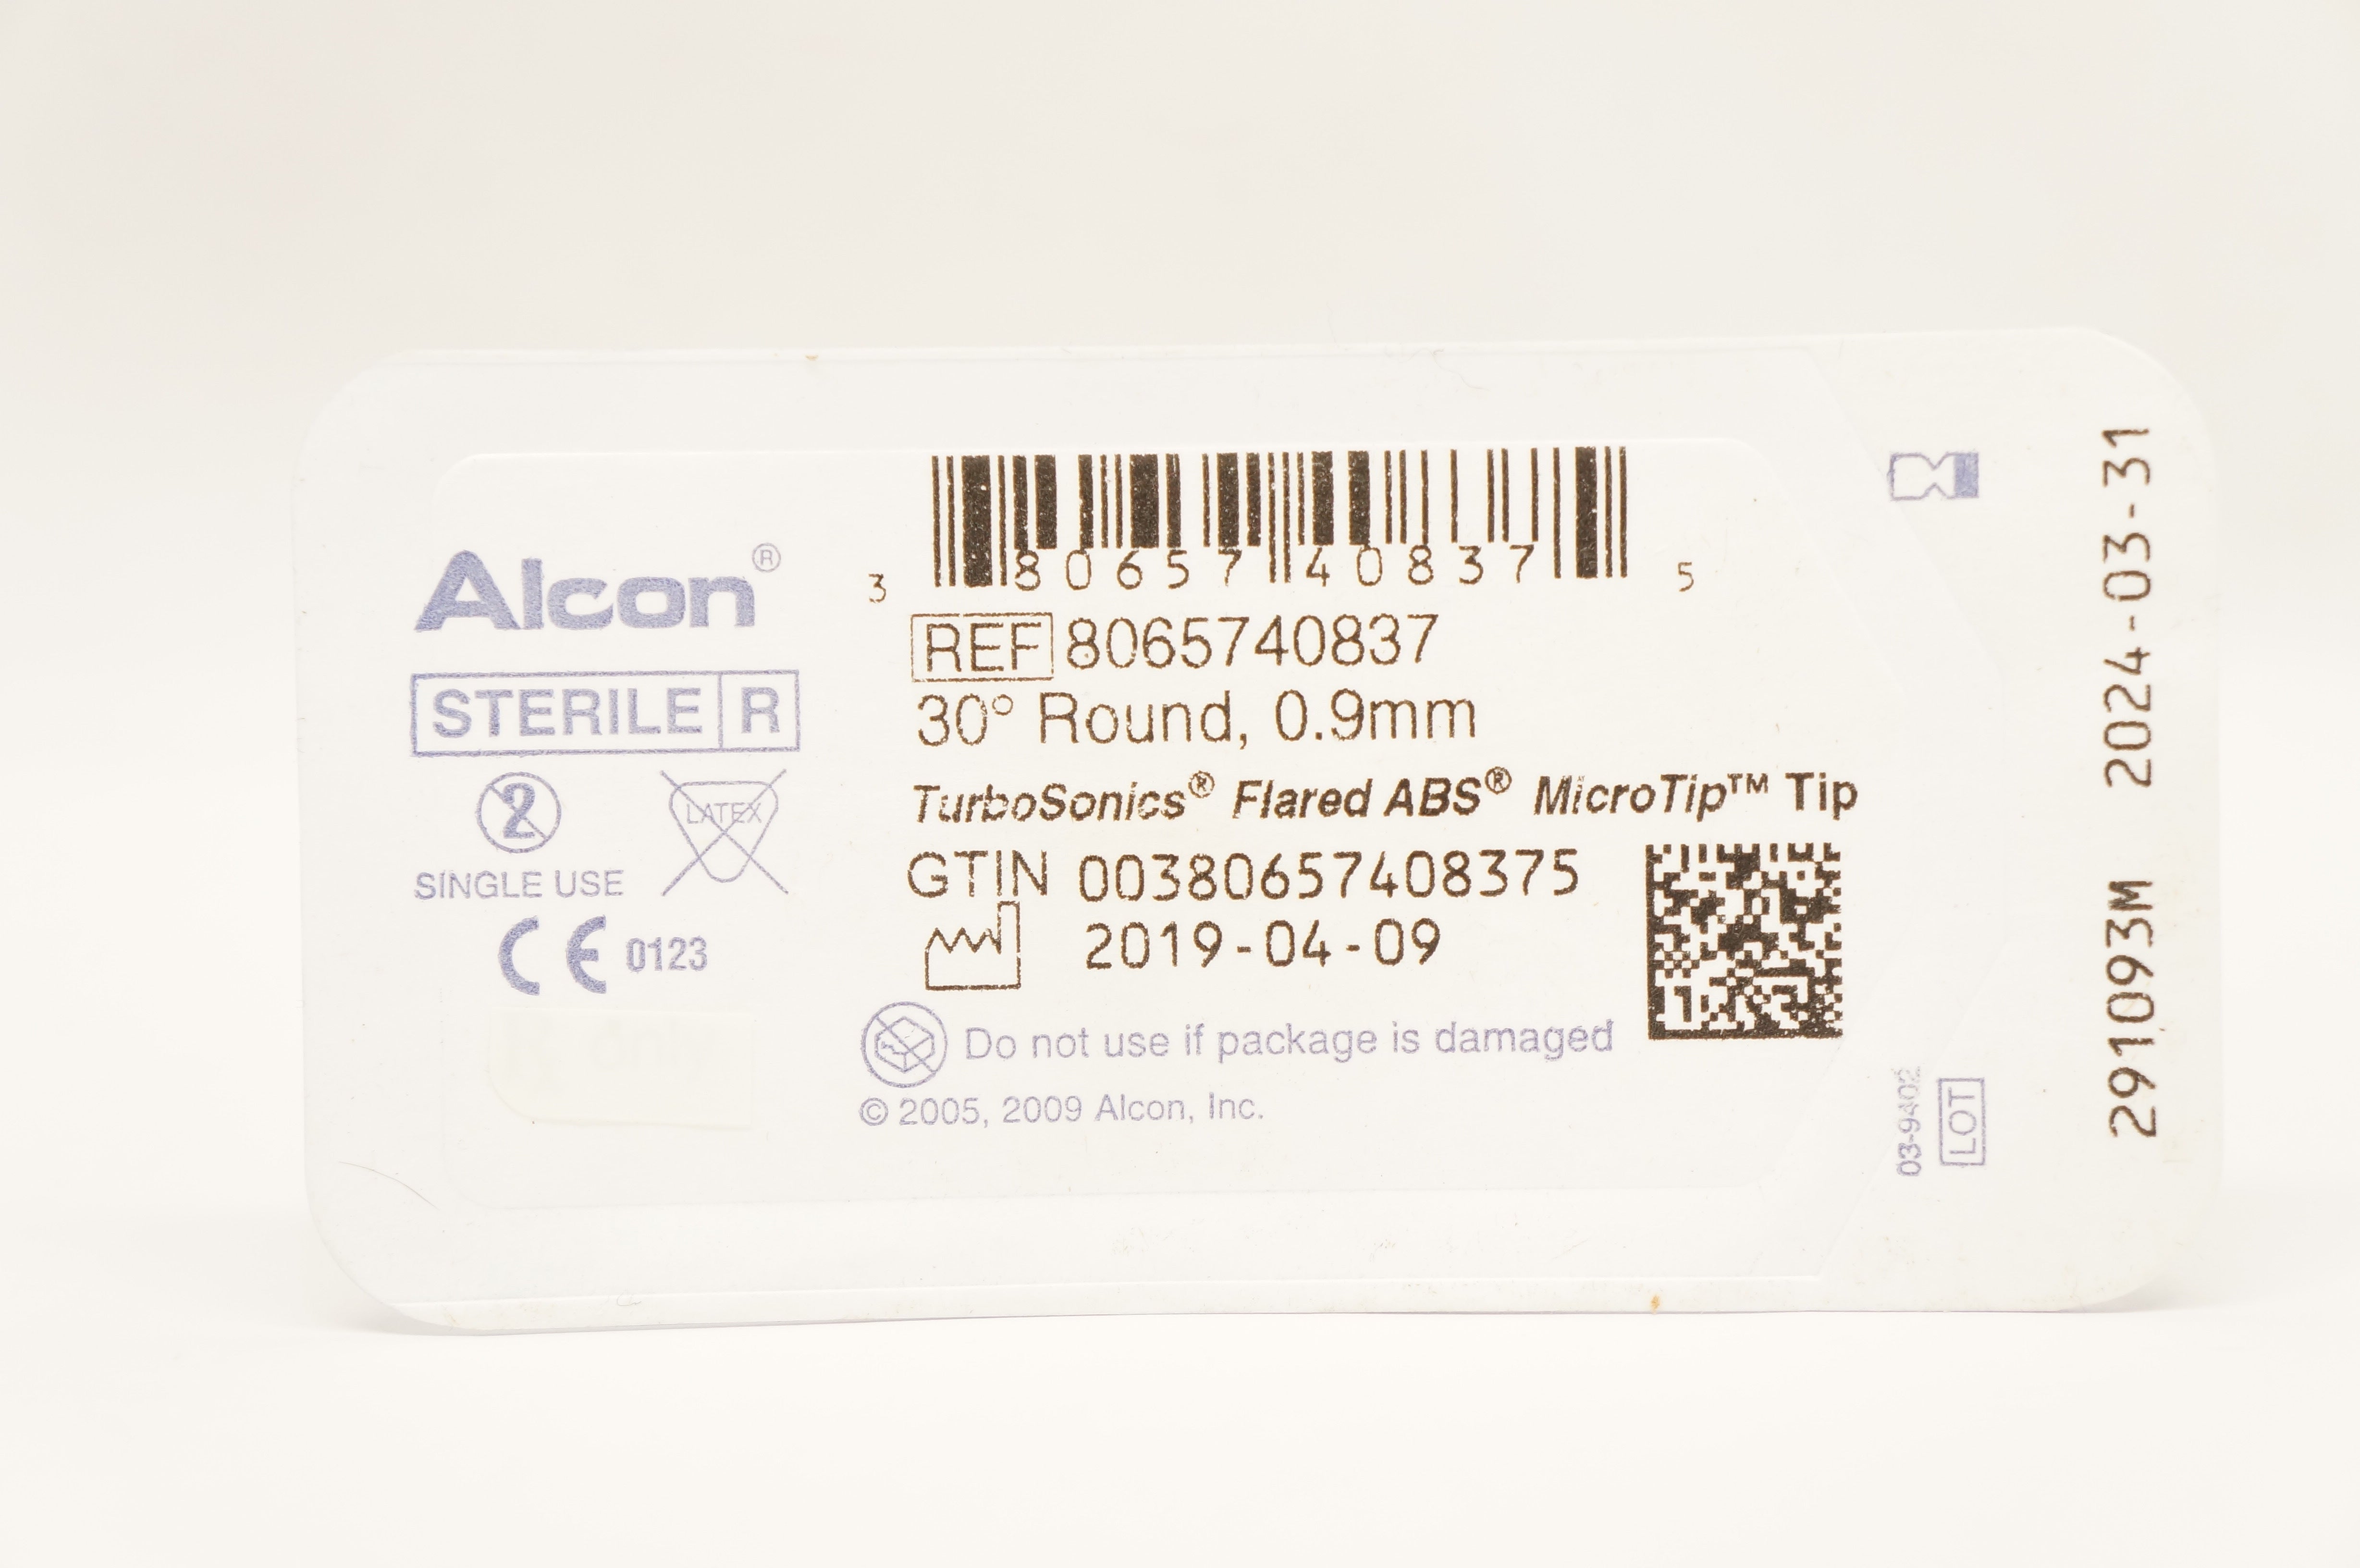 Alcon®
STERILE R
2
LATEX
SINGLE USE
CE 0123
3 80657 40837 5
REF 8065740837
30° Round, 0.9mm
TurboSonics® Flared ABS® MicroTip™ Tip
GTIN 00380657408375
2019-04-09
Do not use if package is damaged
© 2005, 2009 Alcon, Inc.
03-9402
LOT
291093M 2024-03-31